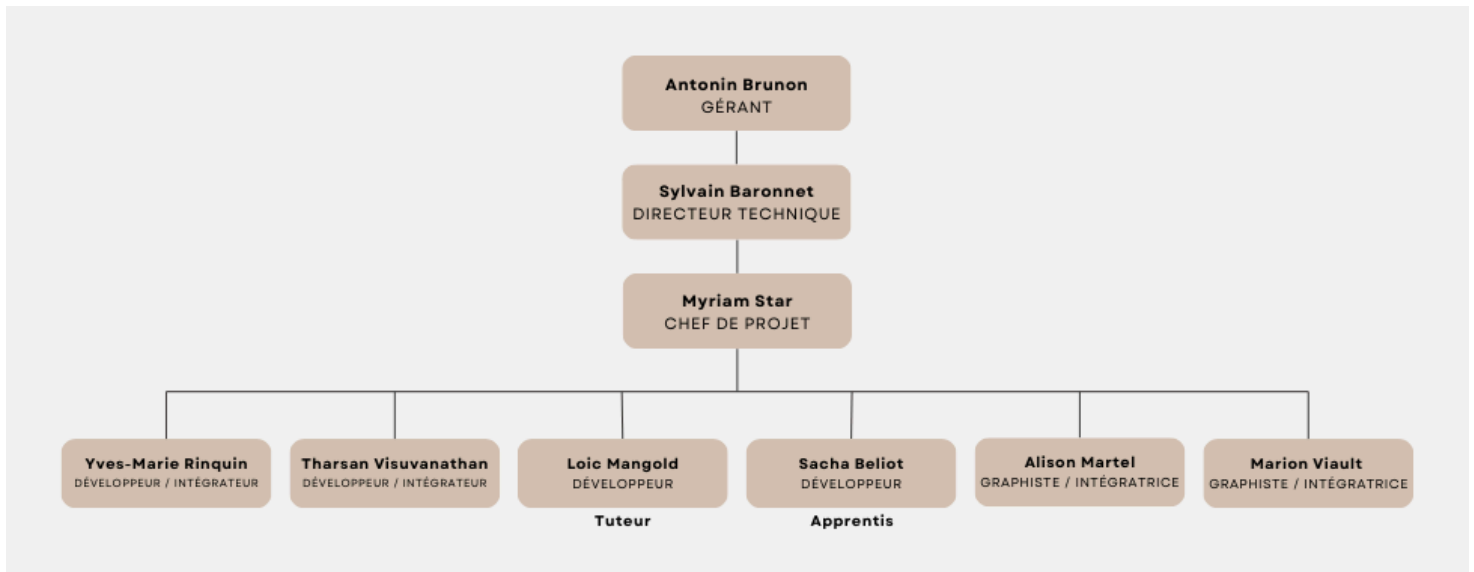 Antonin Brunon
GÉRANT
Sylvain Baronnet
DIRECTEUR TECHNIQUE
Myriam Star
CHEF DE PROJET
Yves-Marie Rinquin
DÉVELOPPEUR / INTÉGRATEUR
Tharsan Visuvanathan
DÉVELOPPEUR / INTÉGRATEUR
Loic Mangold
DÉVELOPPEUR
Tuteur
Sacha Beliot
DÉVELOPPEUR
Apprentis
Alison Martel
GRAPHISTE / INTÉGRATRICE
Marion Viault
GRAPHISTE / INTÉGRATRICE